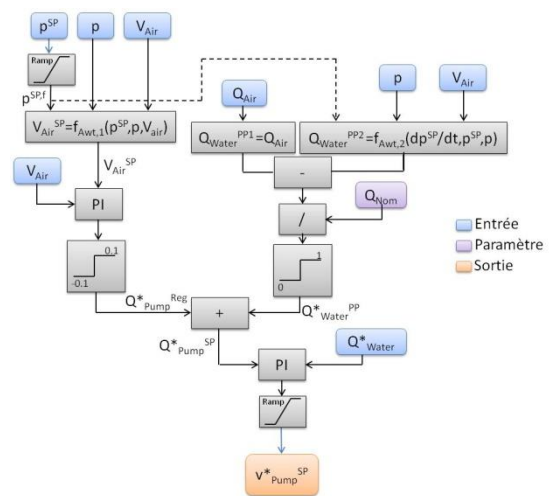 p^SP
p
V_Air
Ramp
p^SP,f
Q_Air
p
V_Air
V_Air^SP=f_Awt,1(p^SP,p,V_air)
Q_Water^PP1=Q_Air
Q_Water^PP2=f_Awt,2(dp^SP/dt,p^SP,p)
V_Air^SP
V_Air
-
PI
/
Q_Nom
Entrée
Paramètre
Sortie
0.1
-0.1
1
0
Q*_Pump^Reg
+
Q*_Water^PP
Q*_Pump^SP
PI
Q*_Water
Ramp
v*_Pump^SP